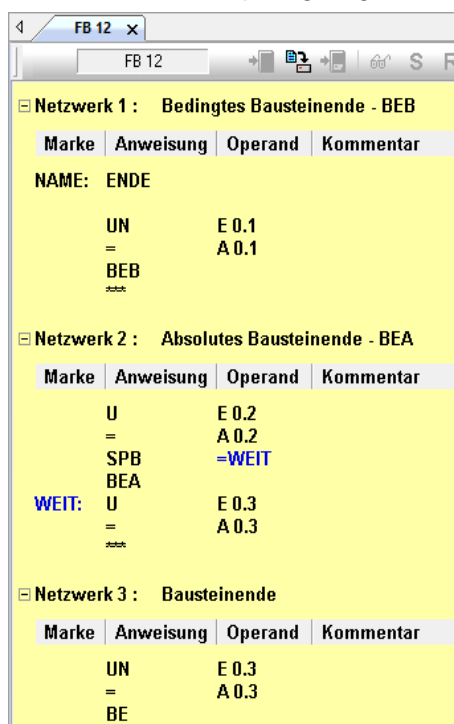 FB 12 x
FB 12 S R
Netzwerk 1 : Bedingtes Bausteinende - BEB
Marke Anweisung Operand Kommentar
NAME: ENDE
UN E 0.1
= A 0.1
BEB
***
Netzwerk 2 : Absolutes Bausteinende - BEA
Marke Anweisung Operand Kommentar
U E 0.2
= A 0.2
SPB =WEIT
BEA
WEIT: U E 0.3
= A 0.3
***
Netzwerk 3 : Bausteinende
Marke Anweisung Operand Kommentar
UN E 0.3
= A 0.3
BE